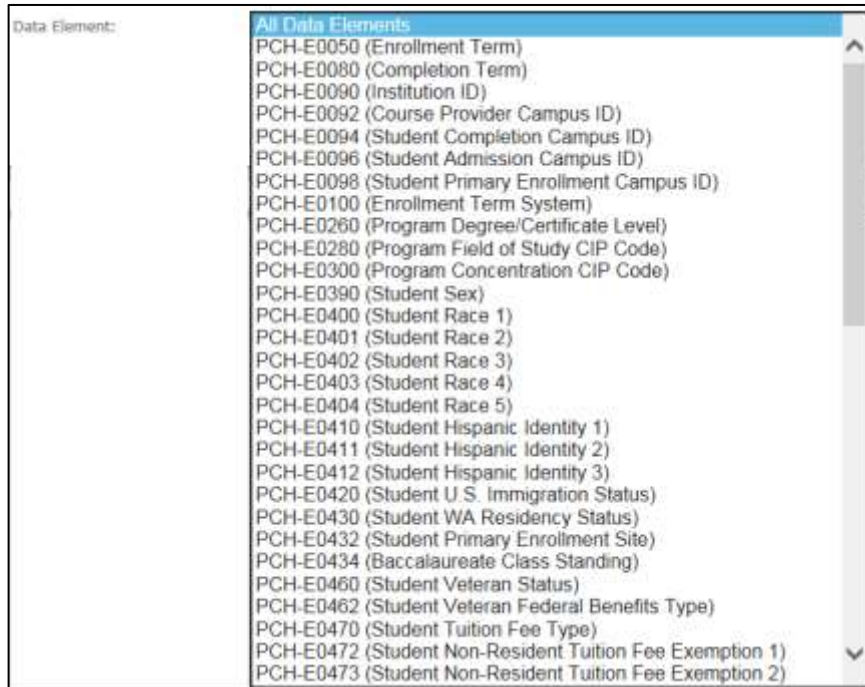 Data Element:
All Data Elements
PCH-E0050 (Enrollment Term)
PCH-E0080 (Completion Term)
PCH-E0090 (Institution ID)
PCH-E0092 (Course Provider Campus ID)
PCH-E0094 (Student Completion Campus ID)
PCH-E0096 (Student Admission Campus ID)
PCH-E0098 (Student Primary Enrollment Campus ID)
PCH-E0100 (Enrollment Term System)
PCH-E0260 (Program Degree/Certificate Level)
PCH-E0280 (Program Field of Study CIP Code)
PCH-E0300 (Program Concentration CIP Code)
PCH-E0390 (Student Sex)
PCH-E0400 (Student Race 1)
PCH-E0401 (Student Race 2)
PCH-E0402 (Student Race 3)
PCH-E0403 (Student Race 4)
PCH-E0404 (Student Race 5)
PCH-E0410 (Student Hispanic Identity 1)
PCH-E0411 (Student Hispanic Identity 2)
PCH-E0412 (Student Hispanic Identity 3)
PCH-E0420 (Student U.S. Immigration Status)
PCH-E0430 (Student WA Residency Status)
PCH-E0432 (Student Primary Enrollment Site)
PCH-E0434 (Baccalaureate Class Standing)
PCH-E0460 (Student Veteran Status)
PCH-E0462 (Student Veteran Federal Benefits Type)
PCH-E0470 (Student Tuition Fee Type)
PCH-E0472 (Student Non-Resident Tuition Fee Exemption 1)
PCH-E0473 (Student Non-Resident Tuition Fee Exemption 2)